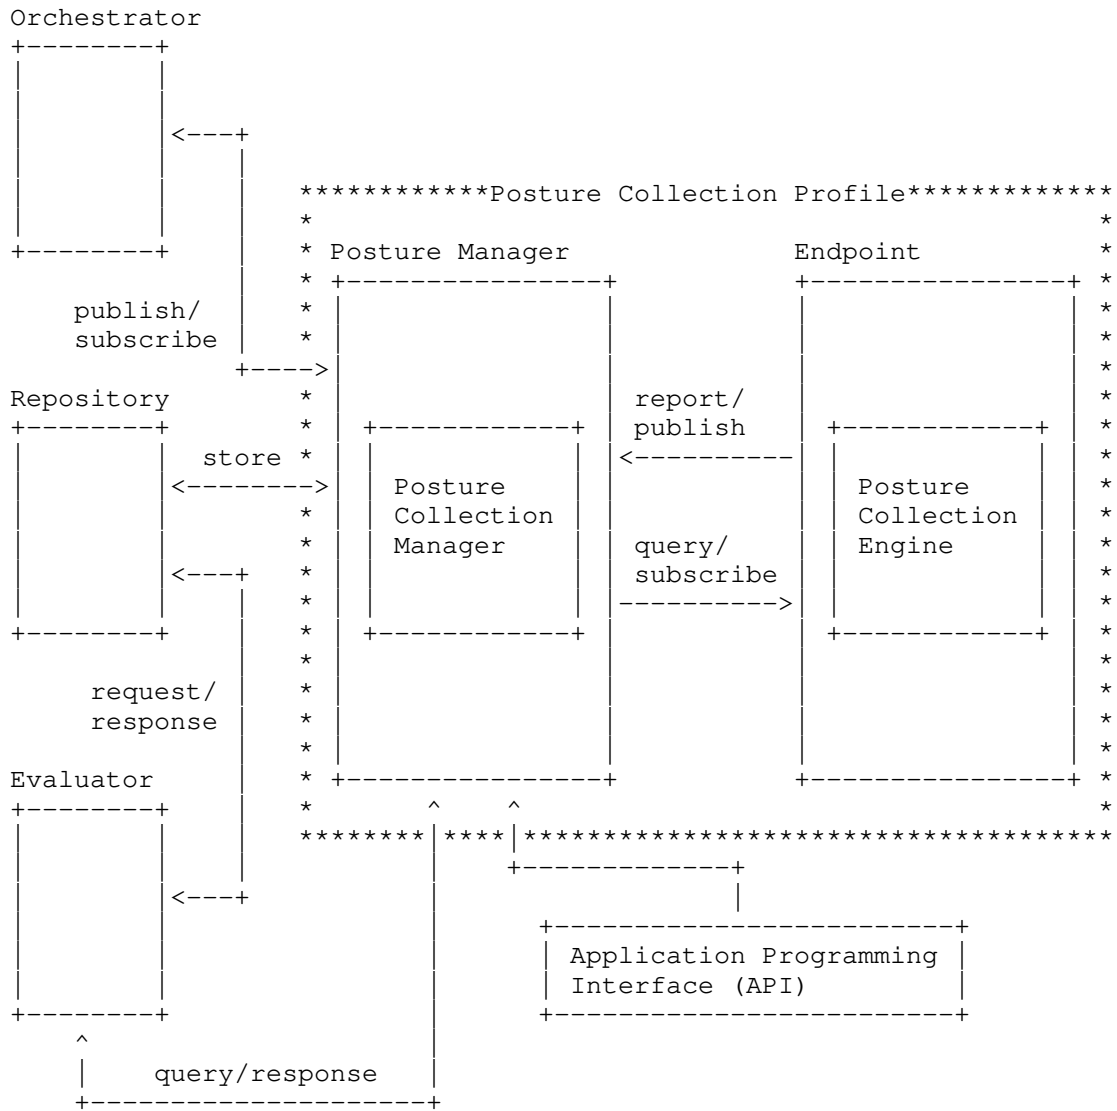 Orchestrator
Posture Collection Profile
Posture Manager
Endpoint
publish/
subscribe
Repository
report/
publish
store
Posture
Collection
Manager
Posture
Collection
Engine
query/
subscribe
request/
response
Evaluator
Application Programming
Interface (API)
query/response